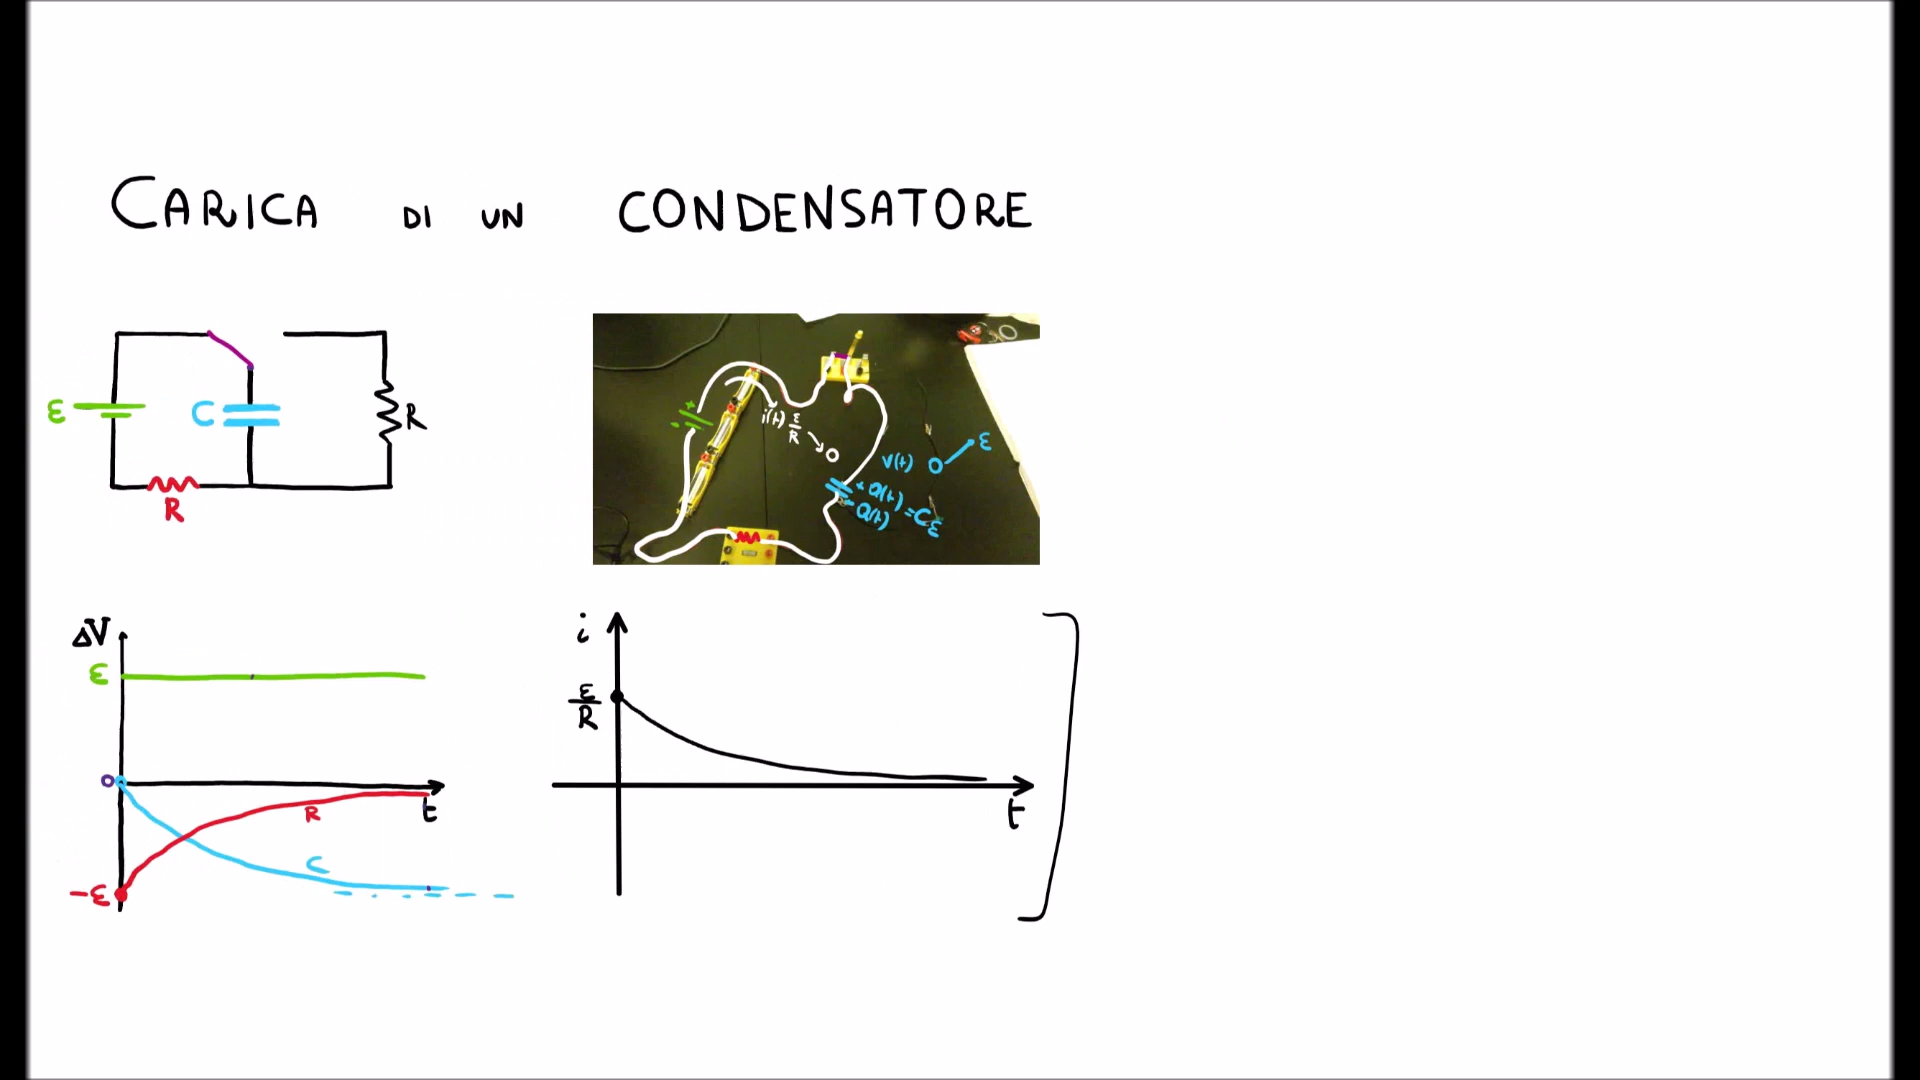 CARICA DI UN CONDENSATORE
ε
C
R
R
+
-
i(t) ε/R
0
V(t) 0 ε
+Q(t)
-Q(t) =Cε
ΔV
ε
0
R
t
C
-ε
i
ε/R
t